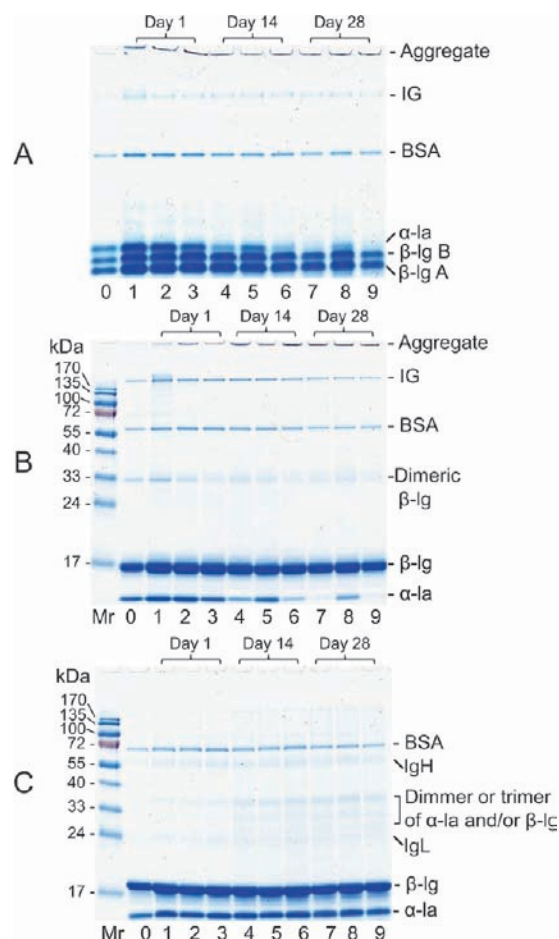 Day 1 Day 14 Day 28
Aggregate
IG
A
BSA
α-la
β-lg B
β-lg A
0 1 2 3 4 5 6 7 8 9
Day 1 Day 14 Day 28
kDa
Aggregate
170
135
100
72
55
40
33
24
17
IG
B
BSA
Dimeric
β-lg
β-lg
α-la
Mr 0 1 2 3 4 5 6 7 8 9
Day 1 Day 14 Day 28
kDa
170
135
100
72
55
40
33
24
17
BSA
IgH
C
Dimmer or trimer
of α-la and/or β-lg
IgL
β-lg
α-la
Mr 0 1 2 3 4 5 6 7 8 9